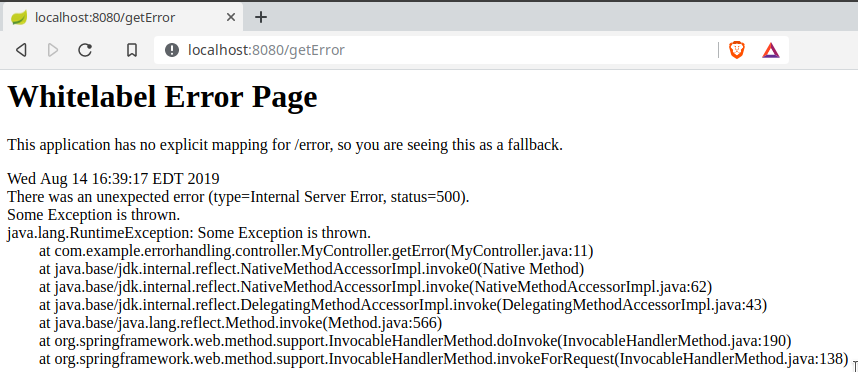 localhost:8080/getError
localhost:8080/getError
Whitelabel Error Page
This application has no explicit mapping for /error, so you are seeing this as a fallback.
Wed Aug 14 16:39:17 EDT 2019
There was an unexpected error (type=Internal Server Error, status=500).
Some Exception is thrown.
java.lang.RuntimeException: Some Exception is thrown.
at com.example.errorhandling.controller.MyController.getError(MyController.java:11)
at java.base/jdk.internal.reflect.NativeMethodAccessorImpl.invoke0(Native Method)
at java.base/jdk.internal.reflect.NativeMethodAccessorImpl.invoke(NativeMethodAccessorImpl.java:62)
at java.base/jdk.internal.reflect.DelegatingMethodAccessorImpl.invoke(DelegatingMethodAccessorImpl.java:43)
at java.base/java.lang.reflect.Method.invoke(Method.java:566)
at org.springframework.web.method.support.InvocableHandlerMethod.doInvoke(InvocableHandlerMethod.java:190)
at org.springframework.web.method.support.InvocableHandlerMethod.invokeForRequest(InvocableHandlerMethod.java:138)